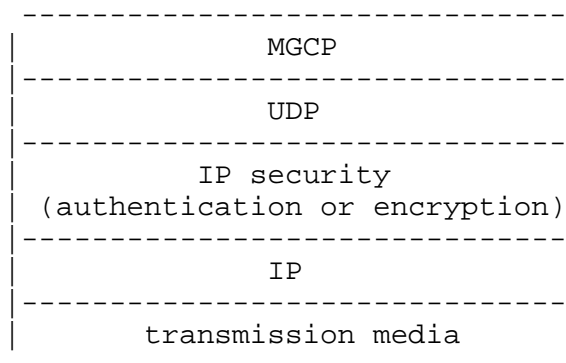 MGCP
UDP
IP security
(authentication or encryption)
IP
transmission media